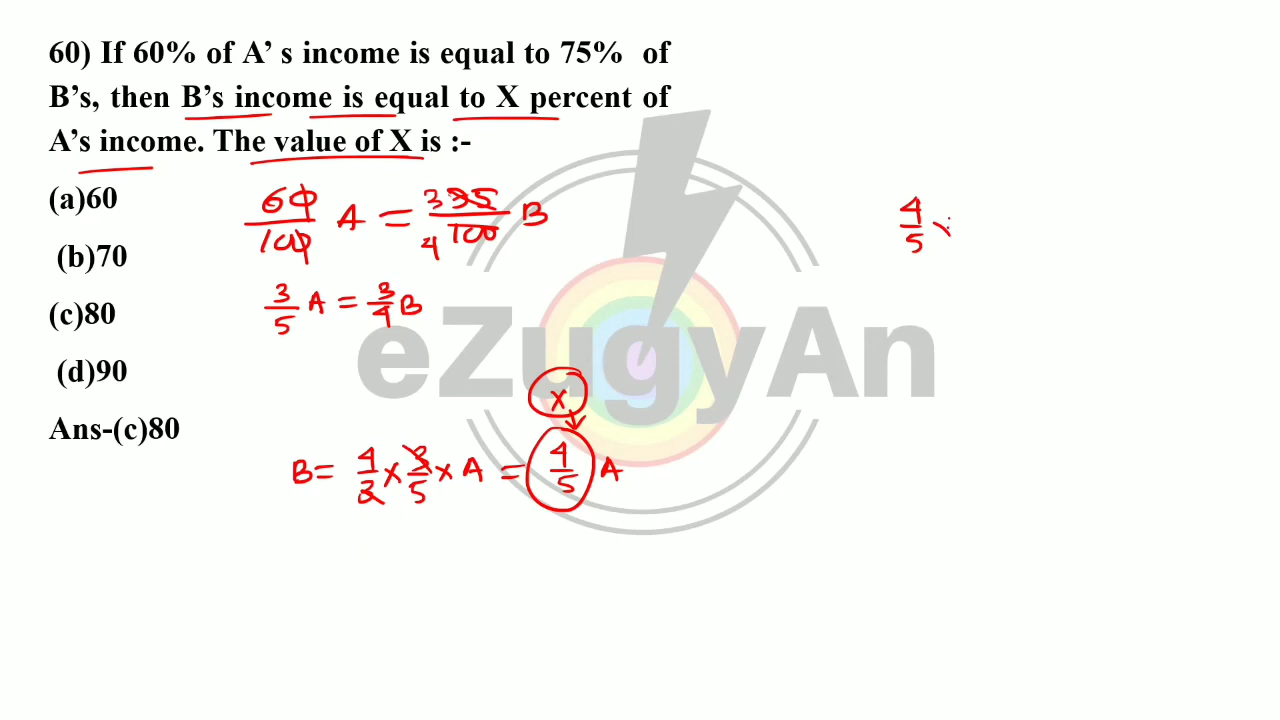 60) If 60% of A’ s income is equal to 75% of
B’s, then B’s income is equal to X percent of
A’s income. The value of X is :-
(a)60
(b)70
(c)80
(d)90
Ans-(c)80
60/100 A = 3 75/4 100 B
3/5 A = 3/4 B
x
B = 4/3 x 3/5 x A = 4/5 A
4/5
eZugyAn